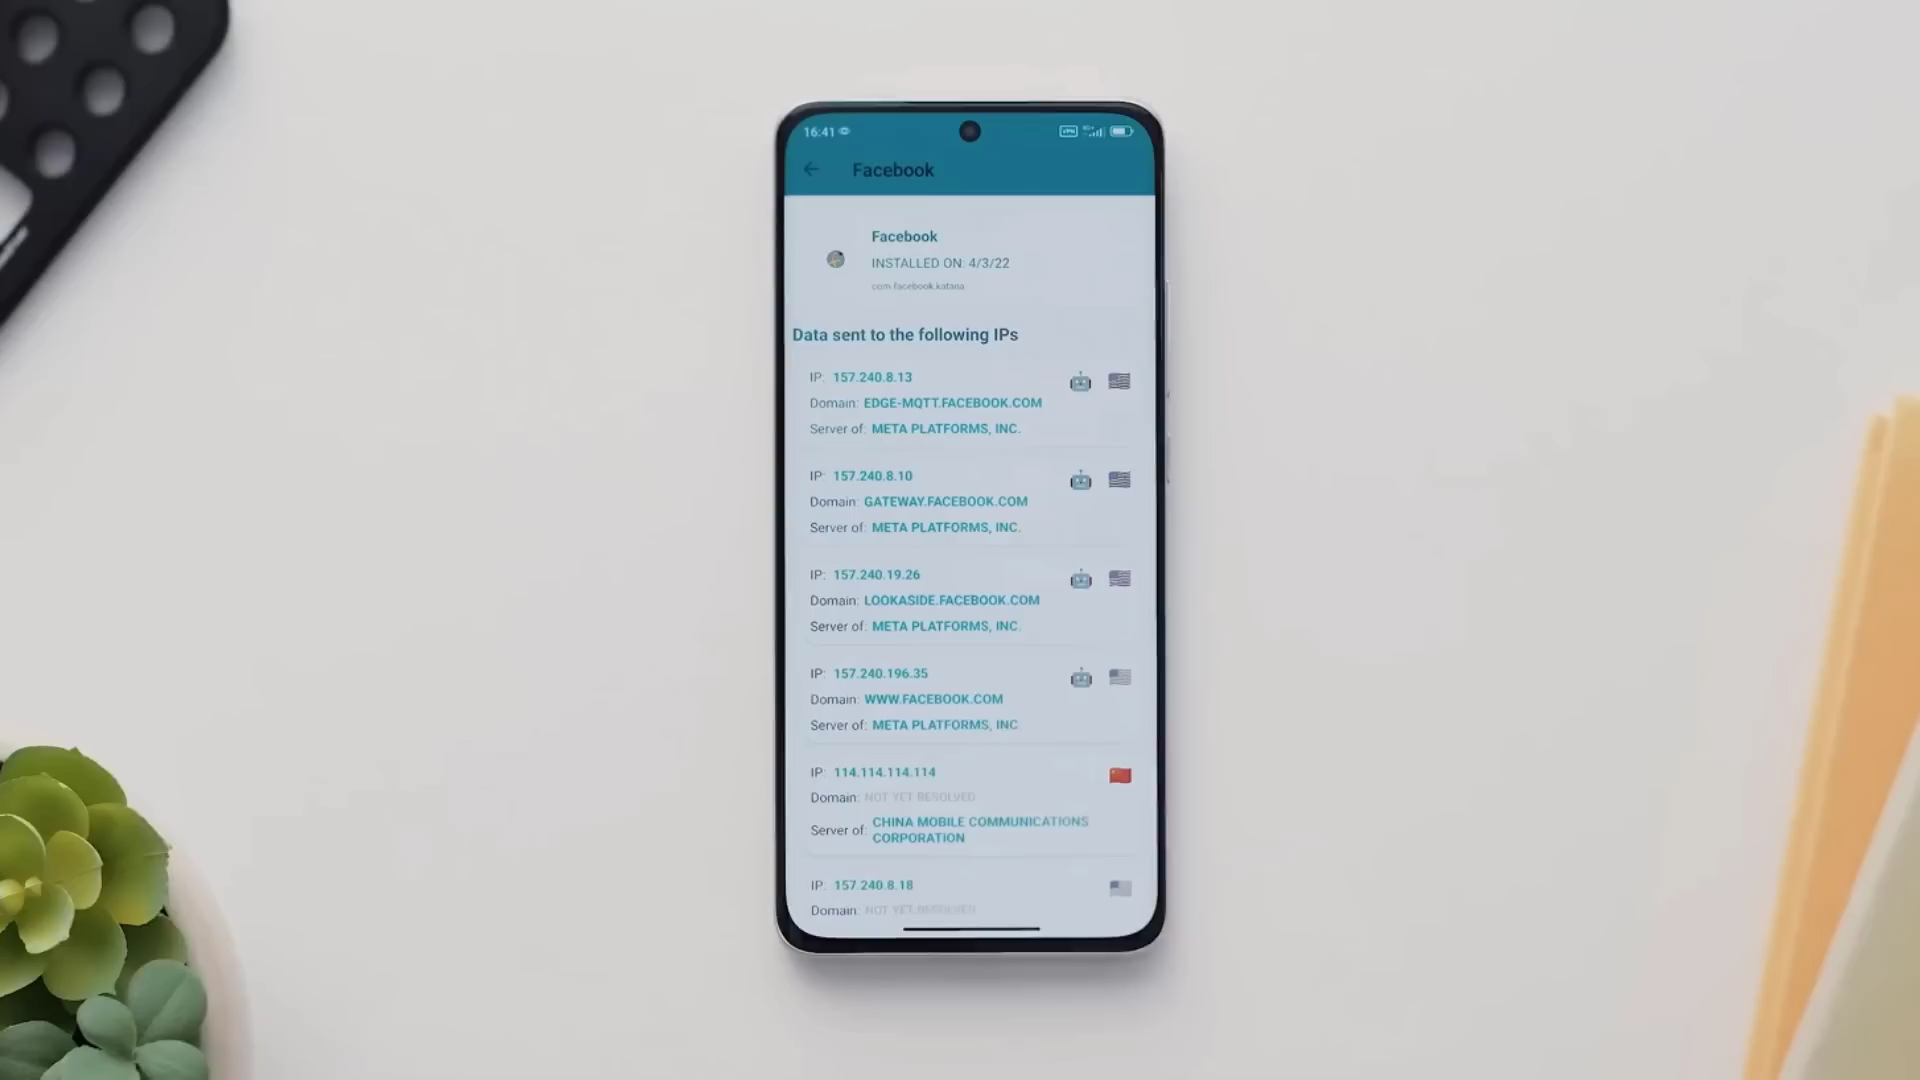 16:41
VPN
Facebook
Facebook
INSTALLED ON: 4/3/22
com.facebook.katana
Data sent to the following IPs
IP: 157.240.8.13
Domain: EDGE-MQTT.FACEBOOK.COM
Server of: META PLATFORMS, INC.
IP: 157.240.8.10
Domain: GATEWAY.FACEBOOK.COM
Server of: META PLATFORMS, INC.
IP: 157.240.19.26
Domain: LOOKASIDE.FACEBOOK.COM
Server of: META PLATFORMS, INC.
IP: 157.240.196.35
Domain: WWW.FACEBOOK.COM
Server of: META PLATFORMS, INC
IP: 114.114.114.114
Domain: NOT YET RESOLVED
Server of: CHINA MOBILE COMMUNICATIONS
CORPORATION
IP: 157.240.8.18
Domain: NOT YET RESOLVED